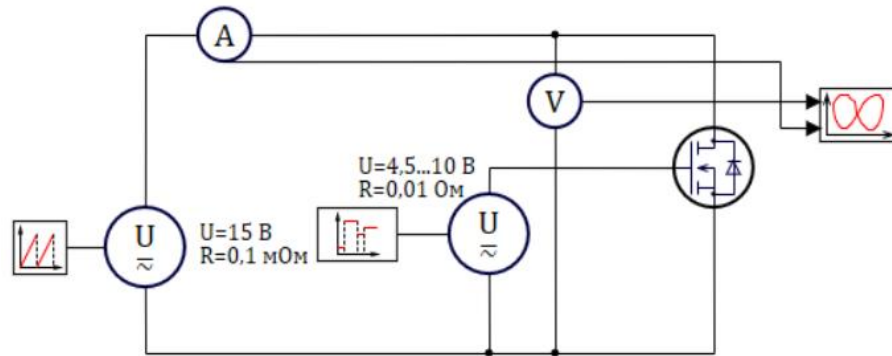 A
V
U=4,5...10 В
R=0,01 Ом
U
U=15 В
R=0,1 мОм
U